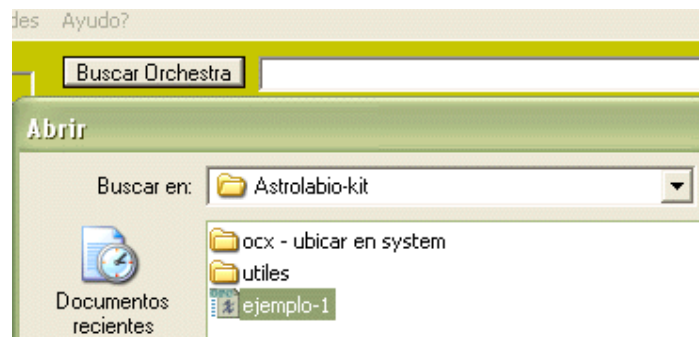 des Ayudo?
Buscar Orchestra
Abrir
Buscar en: Astrolabio-kit
ocx - ubicar en system
utiles
ejemplo-1
Documentos
recientes